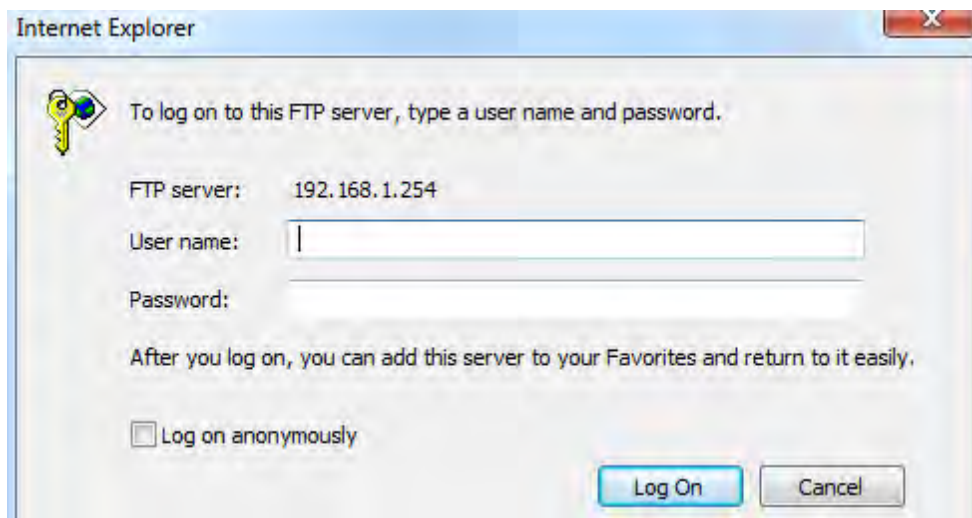 Internet Explorer
To log on to this FTP server, type a user name and password.
FTP server: 192.168.1.254
User name:
Password:
After you log on, you can add this server to your Favorites and return to it easily.
Log on anonymously
Log On Cancel